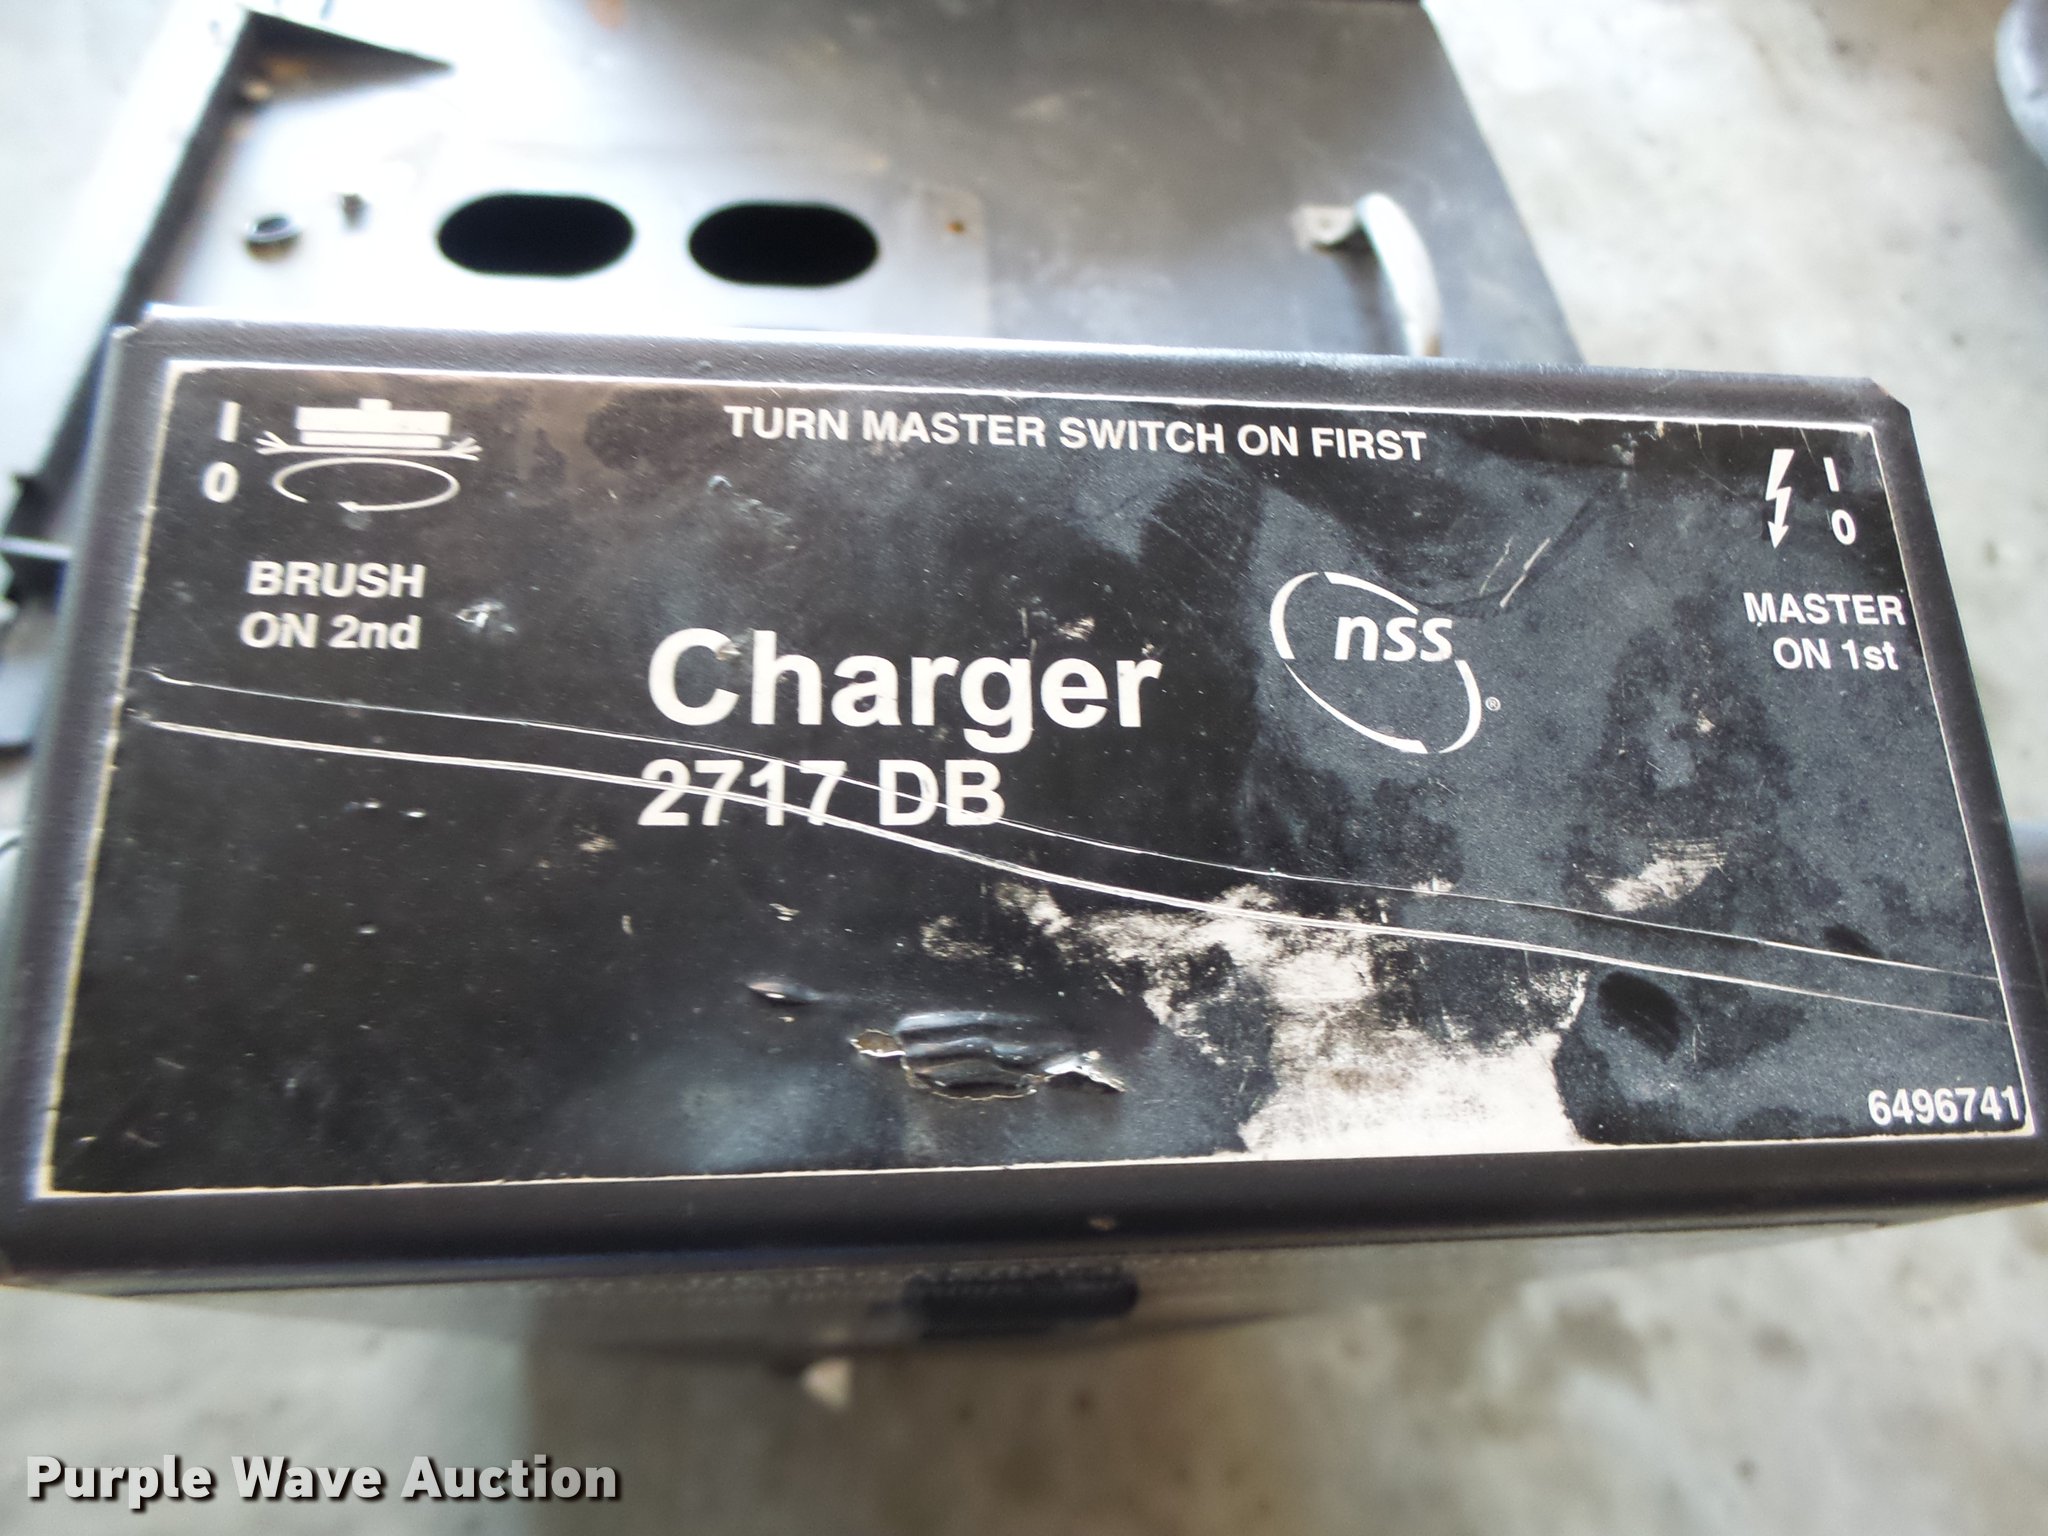 TURN MASTER SWITCH ON FIRST
I
0
BRUSH
ON 2nd
I
0
MASTER
ON 1st
Charger
2717 DB
nss
®
6496741
Purple Wave Auction